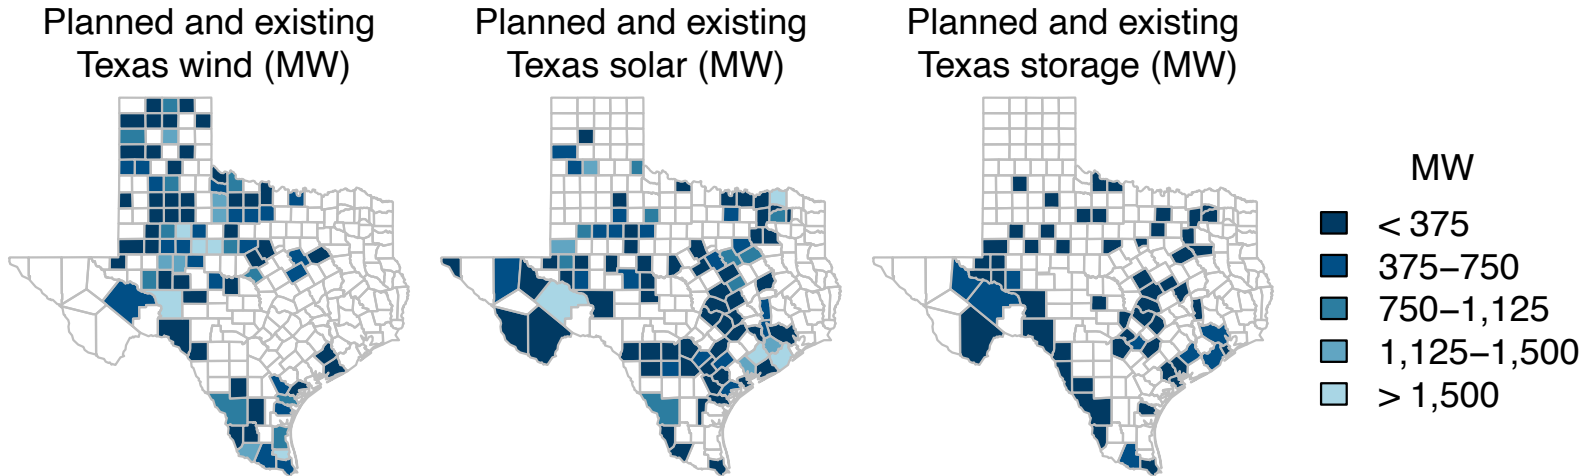 Planned and existing
Texas wind (MW)
Planned and existing
Texas solar (MW)
Planned and existing
Texas storage (MW)
MW
< 375
375−750
750−1,125
1,125−1,500
> 1,500